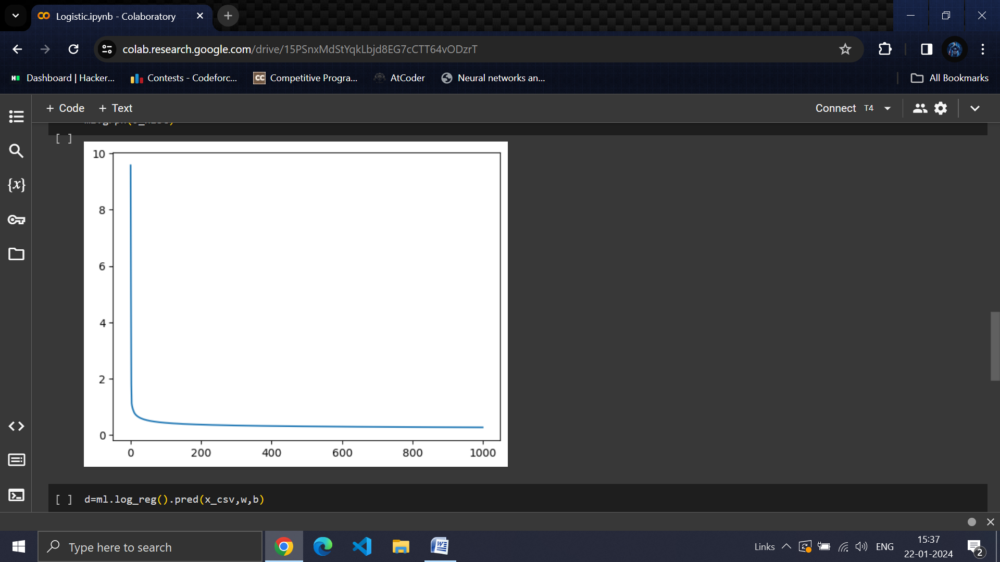 Logistic.ipynb - Colaboratory
colab.research.google.com/drive/15PSnxMdStYqkLbjd8EG7cCTT64vODzrT
Dashboard | Hacker... Contests - Codeforc... CC Competitive Progra... AtCoder Neural networks an... All Bookmarks
+ Code + Text Connect T4
[ ]
10
8
6
4
2
0
0 200 400 600 800 1000
[ ] d=ml.log_reg().pred(x_csv,w,b)
Type here to search
Links ENG 15:37
22-01-2024 2